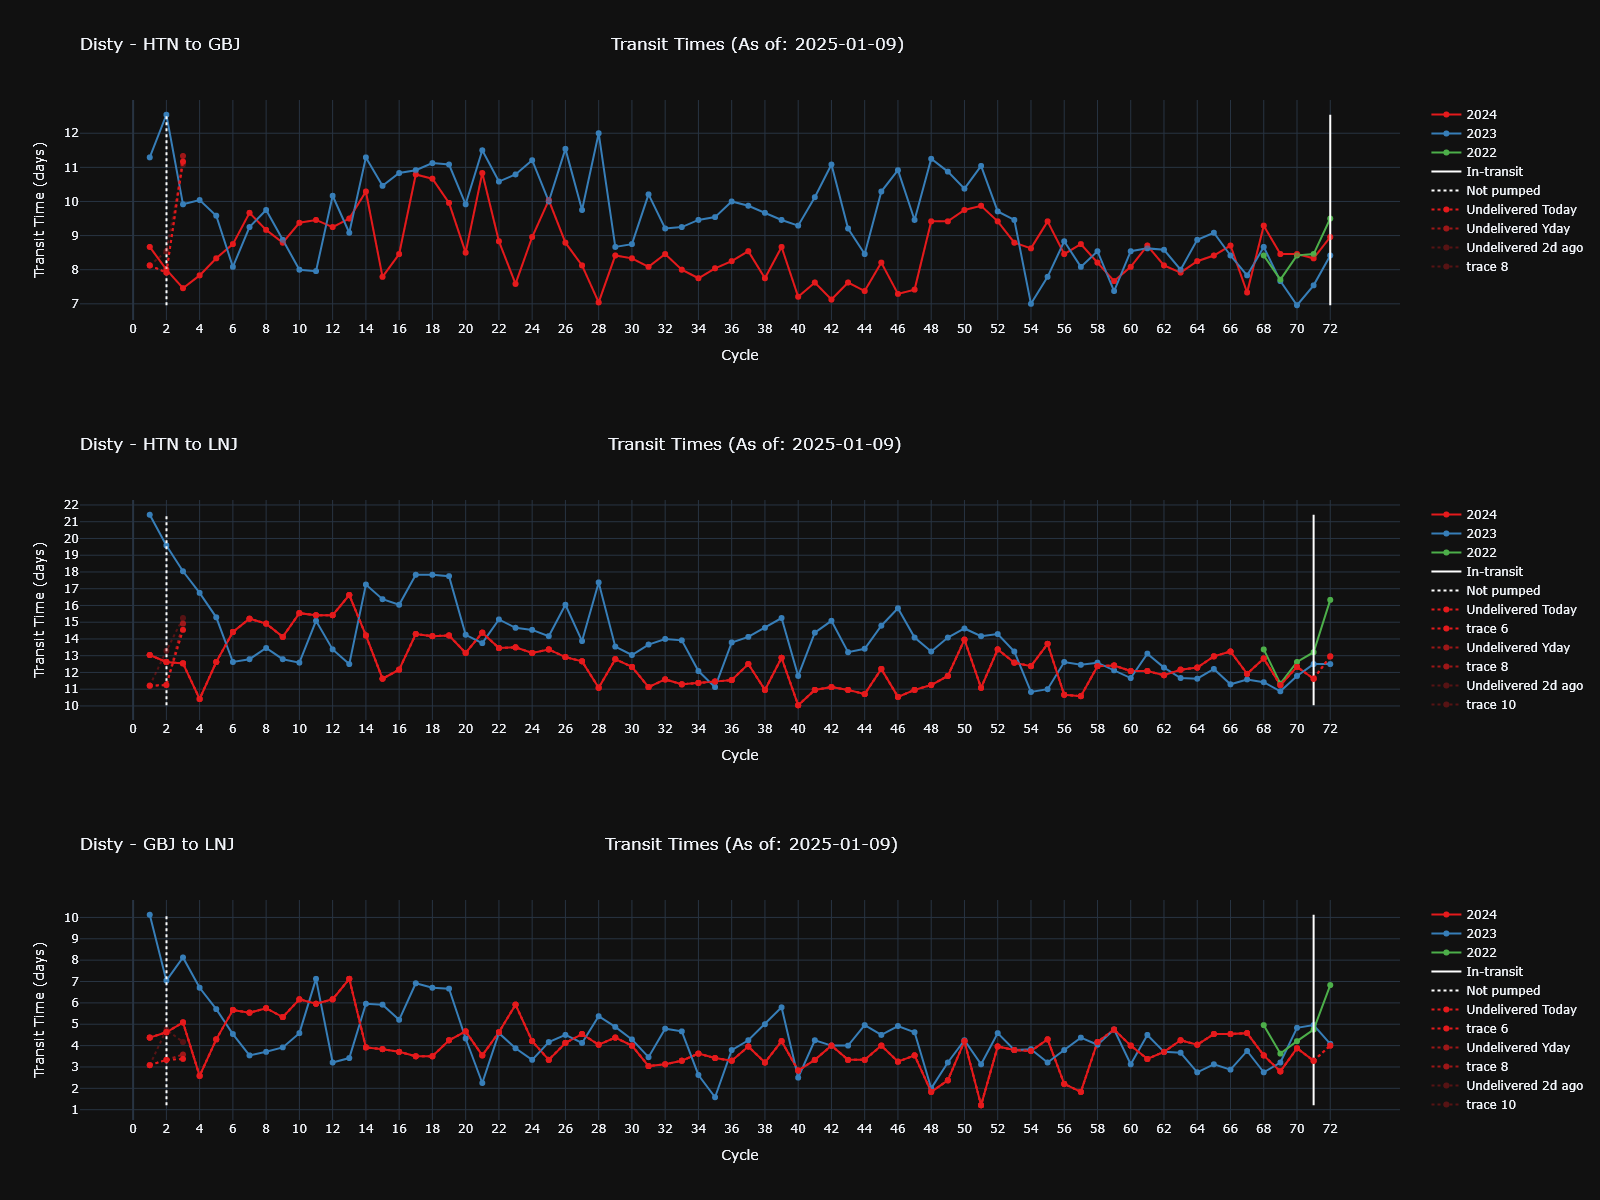 Disty - HTN to GBJ
Transit Times (As of: 2025-01-09)
Transit Time (days)
12
11
10
9
8
7
0 2 4 6 8 10 12 14 16 18 20 22 24 26 28 30 32 34 36 38 40 42 44 46 48 50 52 54 56 58 60 62 64 66 68 70 72
Cycle
2024
2023
2022
In-transit
Not pumped
Undelivered Today
Undelivered Yday
Undelivered 2d ago
trace 8
Disty - HTN to LNJ
Transit Times (As of: 2025-01-09)
Transit Time (days)
22
21
20
19
18
17
16
15
14
13
12
11
10
0 2 4 6 8 10 12 14 16 18 20 22 24 26 28 30 32 34 36 38 40 42 44 46 48 50 52 54 56 58 60 62 64 66 68 70 72
Cycle
2024
2023
2022
In-transit
Not pumped
Undelivered Today
trace 6
Undelivered Yday
trace 8
Undelivered 2d ago
trace 10
Disty - GBJ to LNJ
Transit Times (As of: 2025-01-09)
Transit Time (days)
10
9
8
7
6
5
4
3
2
1
0 2 4 6 8 10 12 14 16 18 20 22 24 26 28 30 32 34 36 38 40 42 44 46 48 50 52 54 56 58 60 62 64 66 68 70 72
Cycle
2024
2023
2022
In-transit
Not pumped
Undelivered Today
trace 6
Undelivered Yday
trace 8
Undelivered 2d ago
trace 10